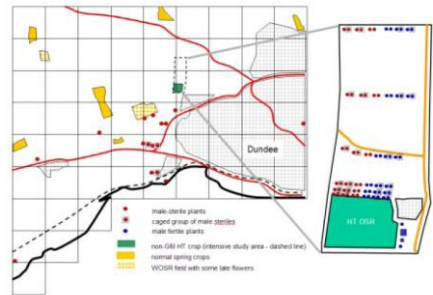 Dundee
HT OSR
male-sterile plants
caged group of male steriles
male fertile plants
non-GM HT crop (intensive study area - dashed line)
normal spring crops
WOSR field with some late flowers